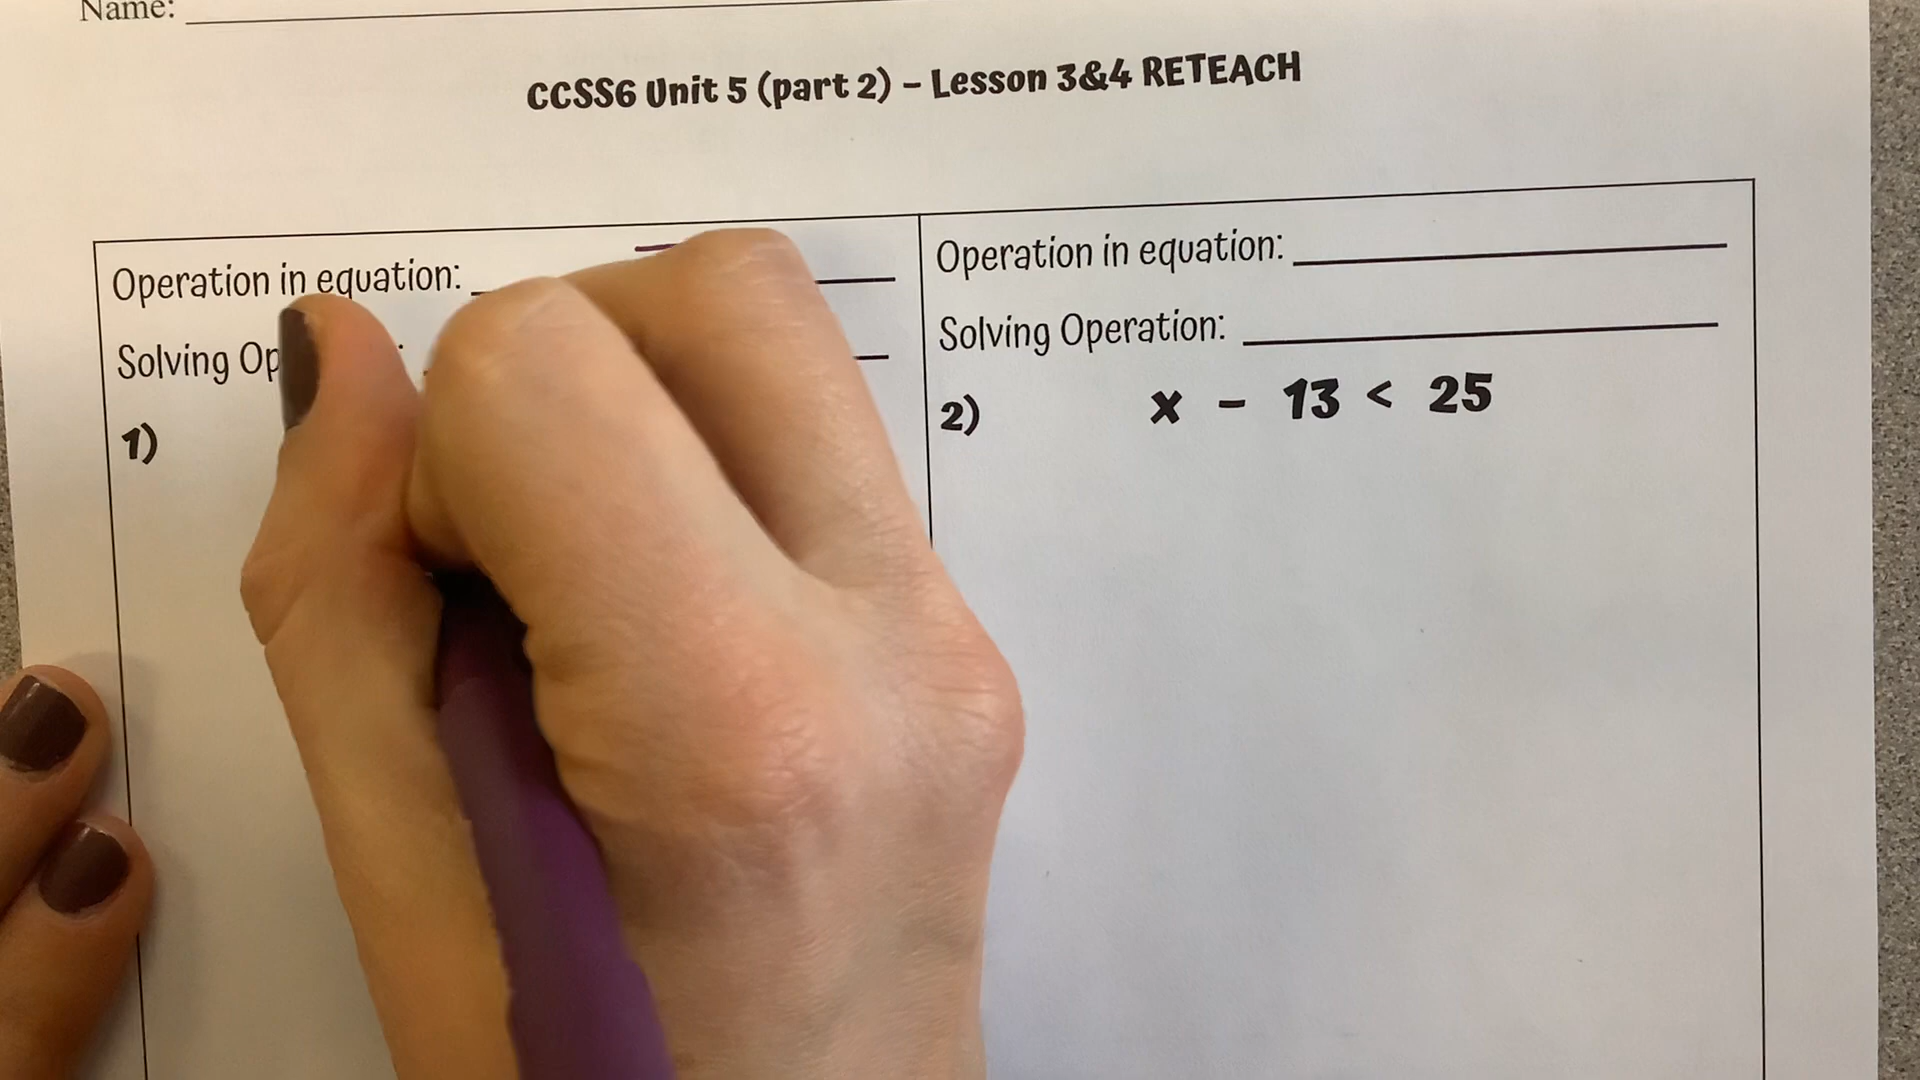 Name:
CCSS6 Unit 5 (part 2) – Lesson 3&4 RETEACH
Operation in equation:
Solving
1)
Operation in equation:
Solving Operation:
2) x - 13 < 25